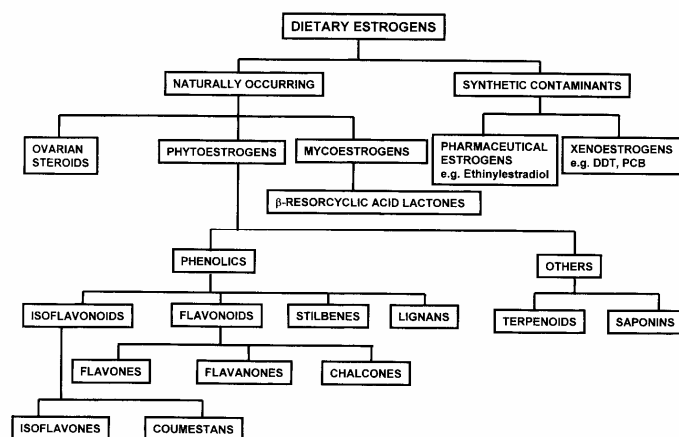 DIETARY ESTROGENS
NATURALLY OCCURRING
SYNTHETIC CONTAMINANTS
OVARIAN
STEROIDS
PHYTOESTROGENS
MYCOESTROGENS
PHARMACEUTICAL
ESTROGENS
e.g. Ethinylestradiol
XENOESTROGENS
e.g. DDT, PCB
β-RESORCYCLIC ACID LACTONES
PHENOLICS
OTHERS
ISOFLAVONOIDS
FLAVONOIDS
STILBENES
LIGNANS
TERPENOIDS
SAPONINS
FLAVONES
FLAVANONES
CHALCONES
ISOFLAVONES
COUMESTANS